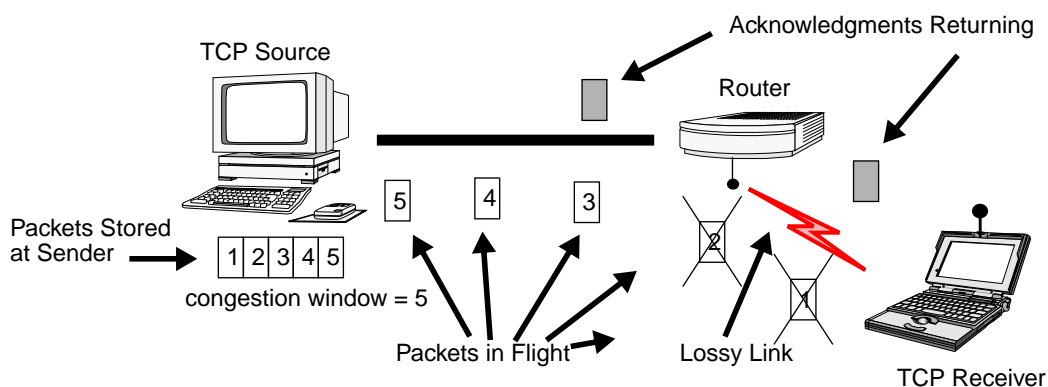 Acknowledgments Returning
TCP Source
Router
5
4
3
2
1
Packets Stored
at Sender
1 2 3 4 5
congestion window = 5
Packets in Flight
Lossy Link
TCP Receiver